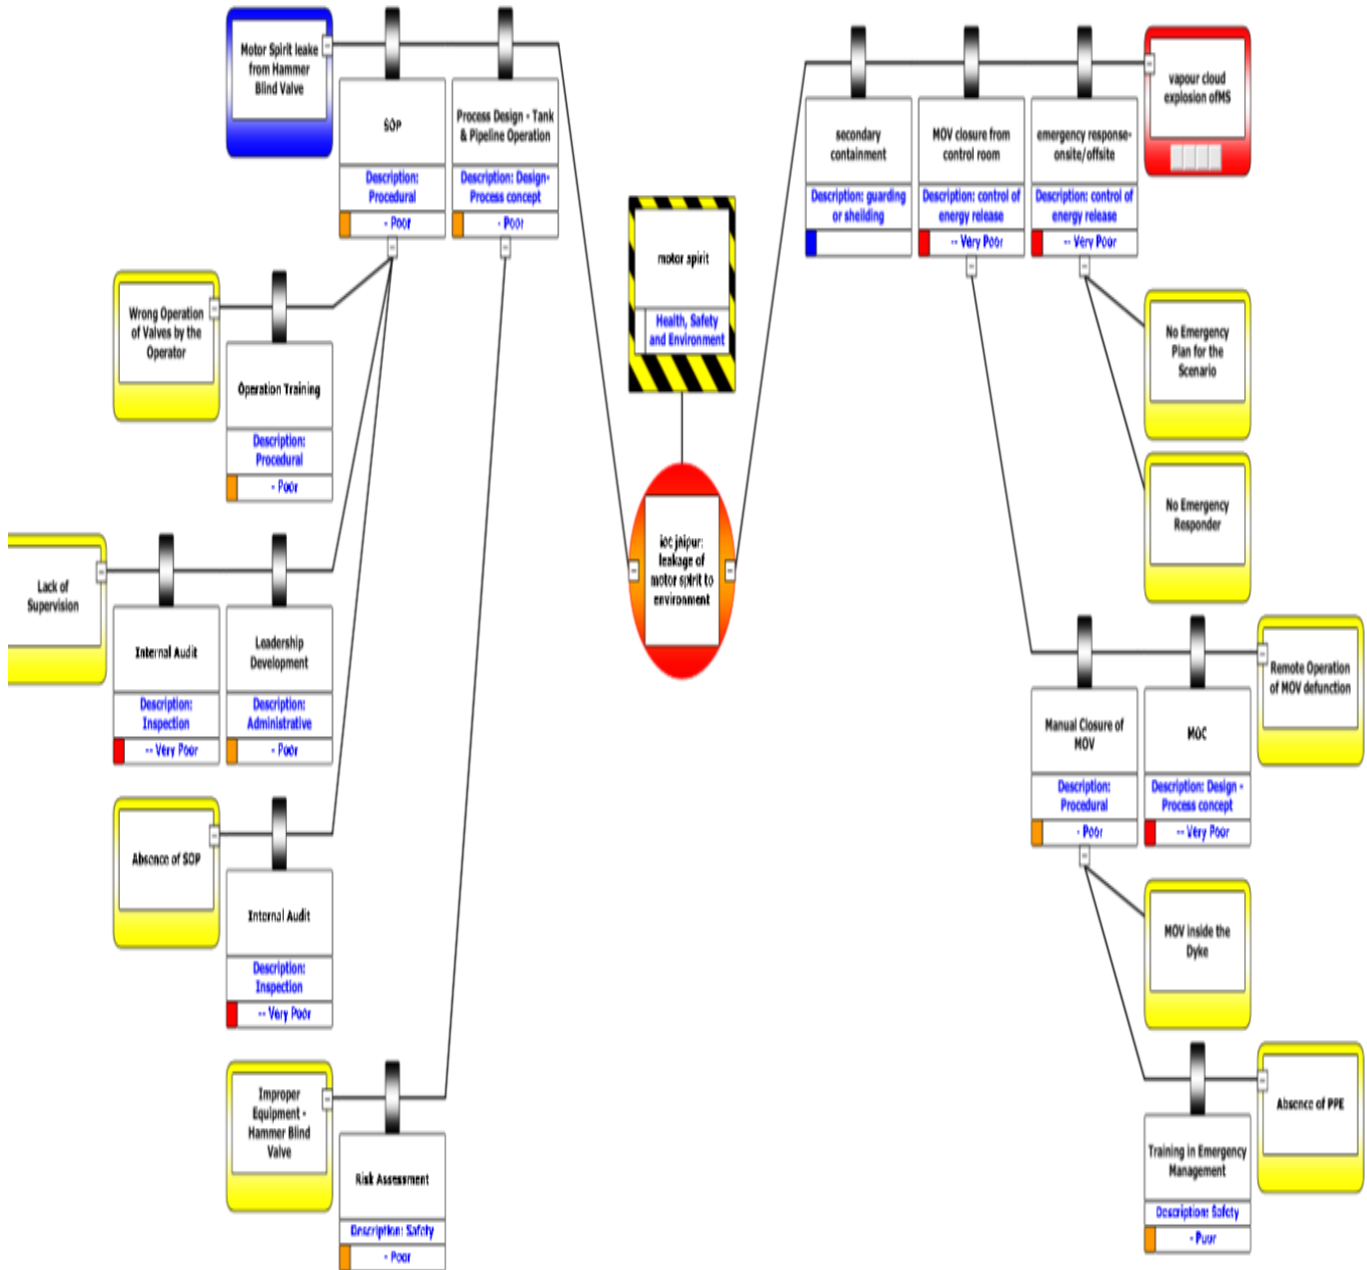 Motor Spirit leake
from Hammer
Blind Valve
SOP
Description:
Procedural
- Poor
Process Design - Tank
& Pipeline Operation
Description: Design-
Process concept
- Poor
Wrong Operation
of Valves by the
Operator
Operation Training
Description:
Procedural
- Poor
Lack of
Supervision
Internal Audit
Description:
Inspection
-- Very Poor
Leadership
Development
Description:
Administrative
- Poor
Absence of SOP
Internal Audit
Description:
Inspection
-- Very Poor
Improper
Equipment -
Hammer Blind
Valve
Risk Assessment
Description: Safety
- Poor
motor spirit
Health, Safety
and Environment
ioc jaipur:
leakage of
motor spirit to
environment
secondary
containment
Description: guarding
or sheilding
MOV closure from
control room
Description: control of
energy release
-- Very Poor
emergency response-
onsite/offsite
Description: control of
energy release
-- Very Poor
vapour cloud
explosion ofMS
No Emergency
Plan for the
Scenario
No Emergency
Responder
Manual Closure of
MOV
Description:
Procedural
- Poor
MOC
Description: Design -
Process concept
-- Very Poor
Remote Operation
of MOV defunction
MOV inside the
Dyke
Training in Emergency
Management
Description: Safety
- Poor
Absence of PPE